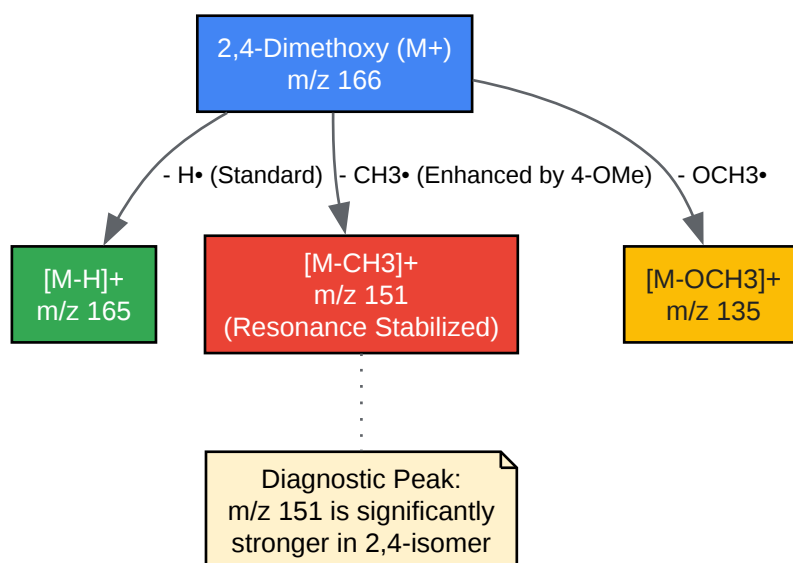 2,4-Dimethoxy (M+)
m/z 166
- H• (Standard)
- CH3• (Enhanced by 4-OMe)
- OCH3•
[M-H]+
m/z 165
[M-CH3]+
m/z 151
(Resonance Stabilized)
[M-OCH3]+
m/z 135
Diagnostic Peak:
m/z 151 is significantly
stronger in 2,4-isomer